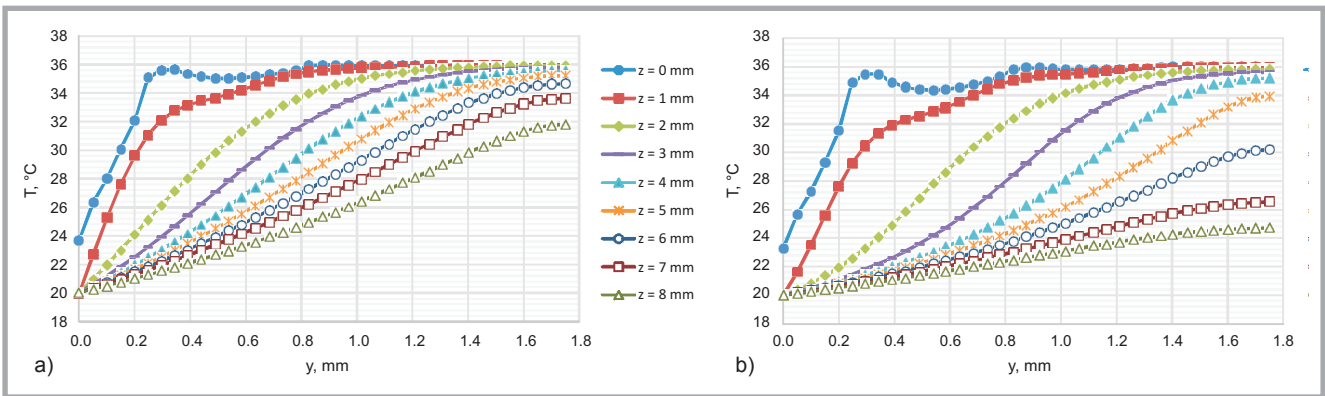 38
36
34
32
30
28
26
24
22
20
18
T, °C
0.0 0.2 0.4 0.6 0.8 1.0 1.2 1.4 1.6 1.8
y, mm
a)
z = 0 mm
z = 1 mm
z = 2 mm
z = 3 mm
z = 4 mm
z = 5 mm
z = 6 mm
z = 7 mm
z = 8 mm
38
36
34
32
30
28
26
24
22
20
18
T, °C
0.0 0.2 0.4 0.6 0.8 1.0 1.2 1.4 1.6 1.8
y, mm
b)